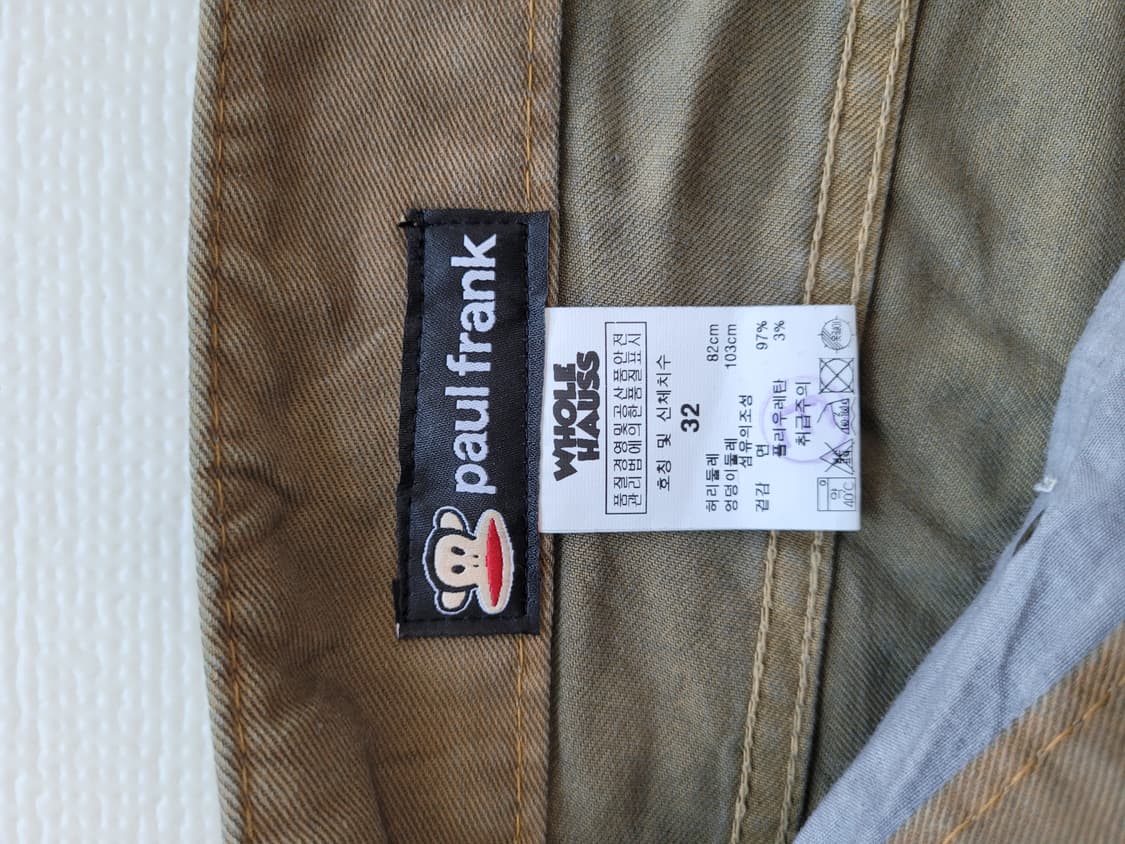 paul frank
WHOLE
HAUSS
품질경영및공산품안전
관리법에의한품질표시
호칭 및 신체치수
32
허리둘레 82cm
엉덩이둘레 103cm
섬유의조성
겉감 면 97%
폴리우레탄 3%
취급주의
약
40℃